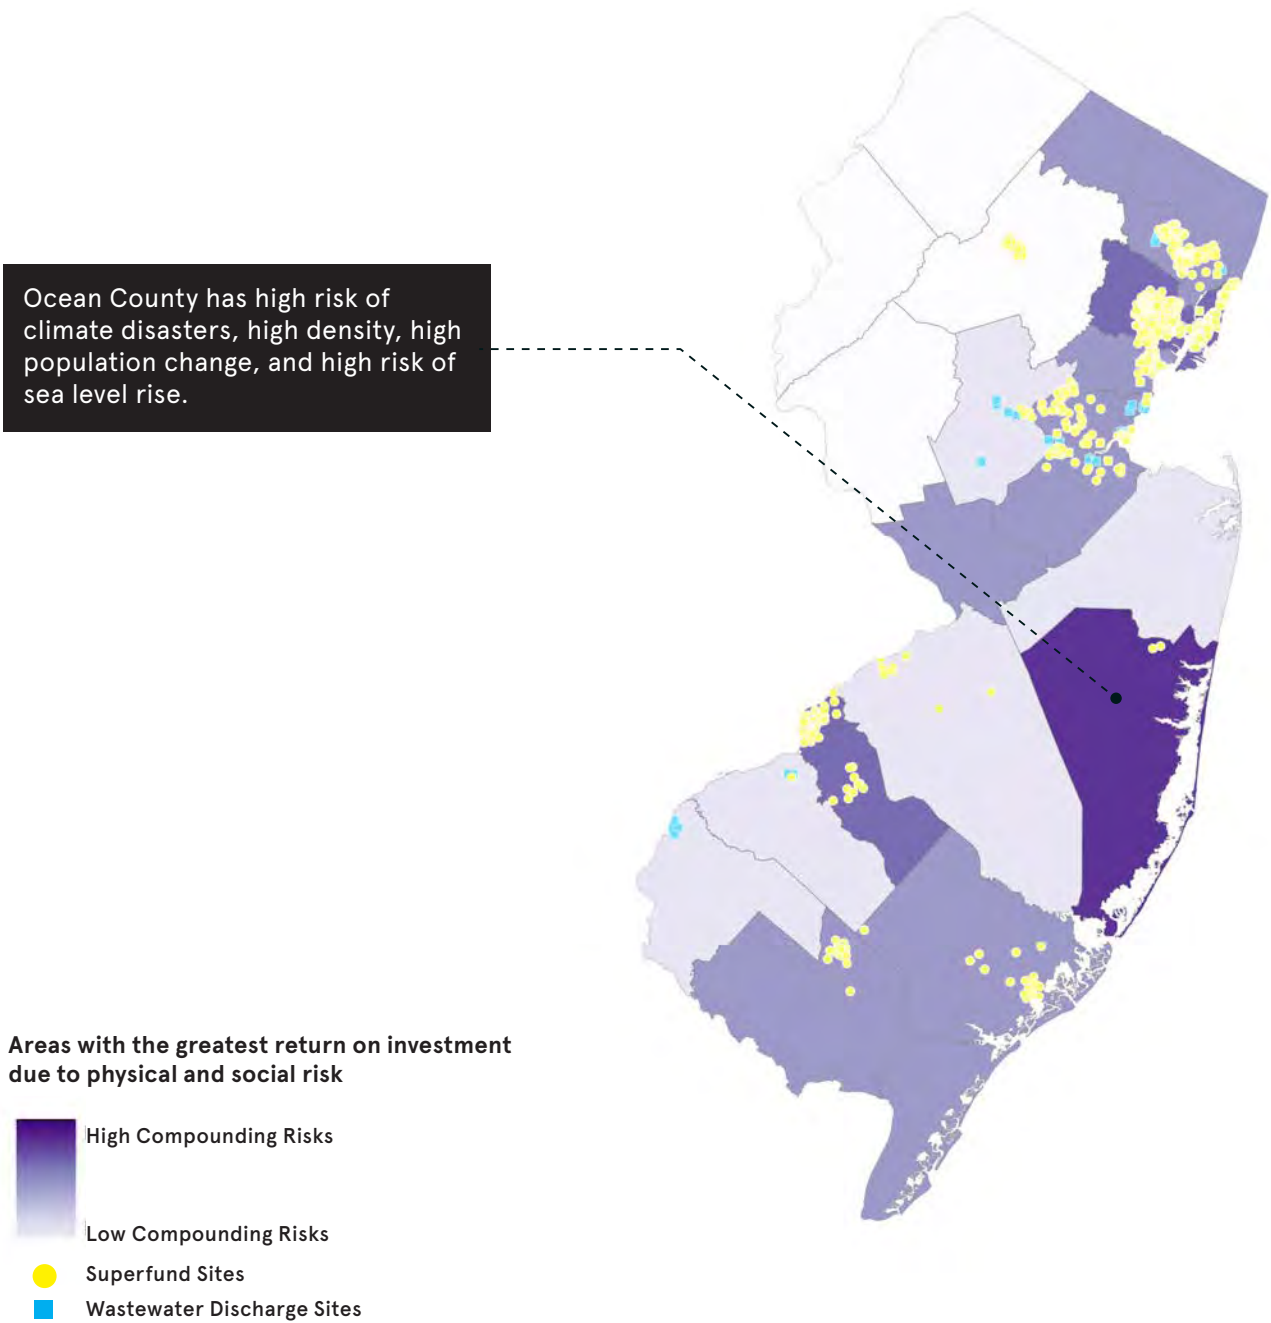 Ocean County has high risk of
climate disasters, high density, high
population change, and high risk of
sea level rise.
Areas with the greatest return on investment
due to physical and social risk
High Compounding Risks
Low Compounding Risks
Superfund Sites
Wastewater Discharge Sites